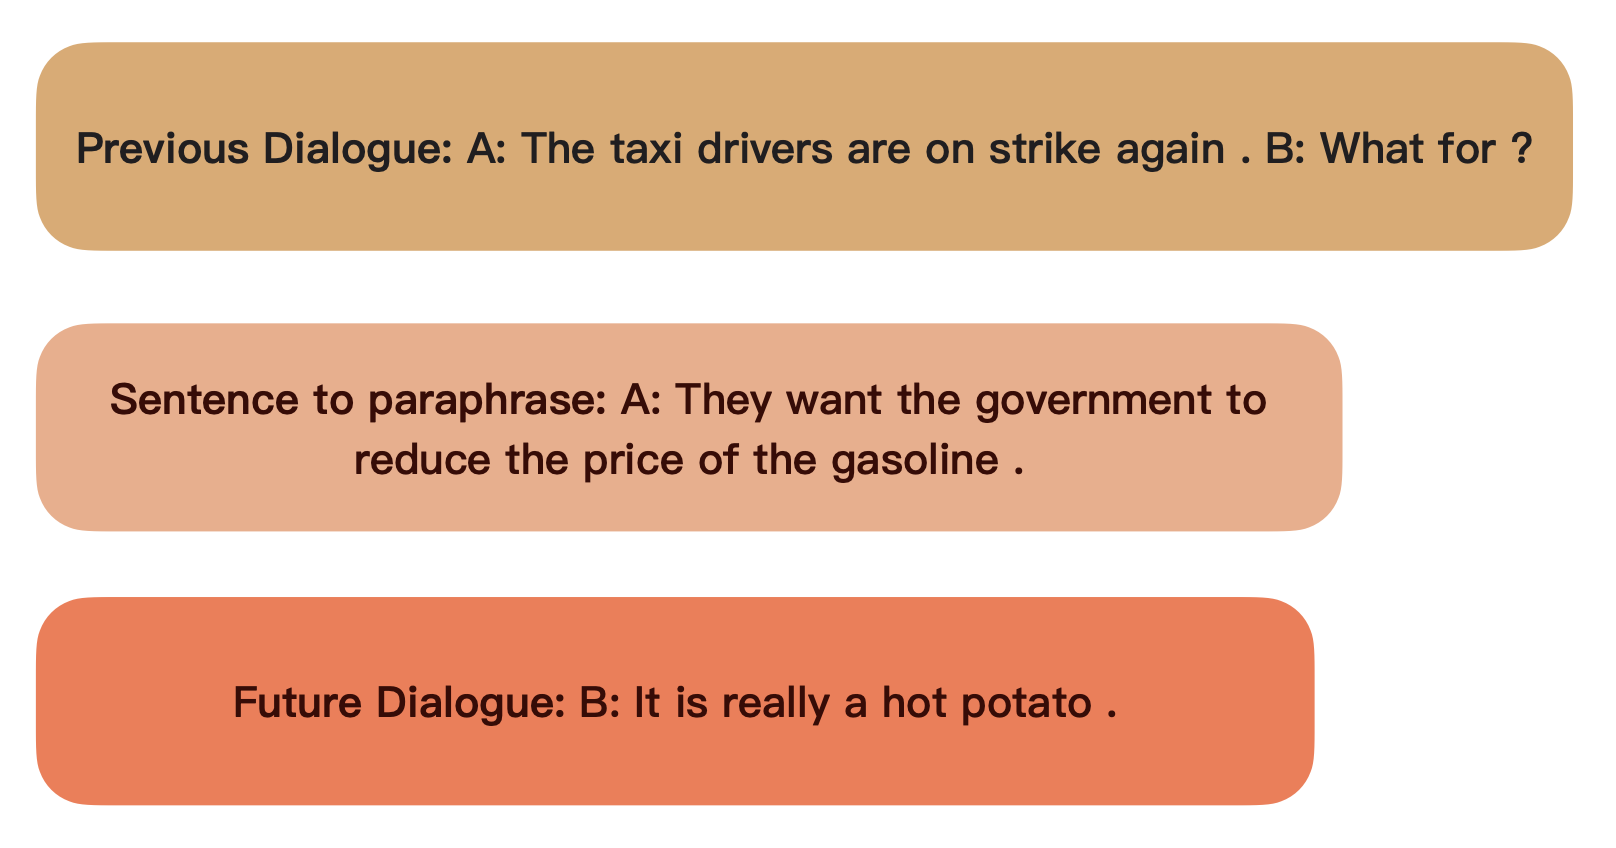 Previous Dialogue: A: The taxi drivers are on strike again . B: What for ?
Sentence to paraphrase: A: They want the government to
reduce the price of the gasoline .
Future Dialogue: B: It is really a hot potato .